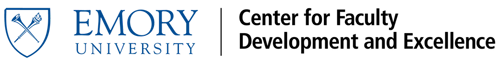 EMORY
UNIVERSITY
Center for Faculty
Development and Excellence